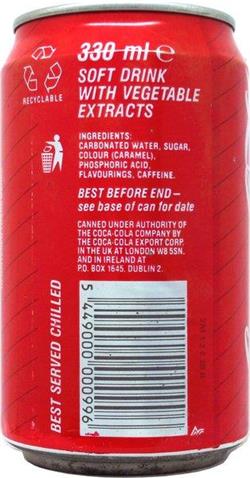 330 ml ℮
SOFT DRINK
WITH VEGETABLE
EXTRACTS
RECYCLABLE
INGREDIENTS:
CARBONATED WATER, SUGAR,
COLOUR (CARAMEL),
PHOSPHORIC ACID,
FLAVOURINGS, CAFFEINE.
BEST BEFORE END —
see base of can for date
CANNED UNDER AUTHORITY OF
THE COCA-COLA COMPANY BY
THE COCA-COLA EXPORT CORP.
IN THE UK AT LONDON W8 5SN.
AND IN IRELAND AT
P.O. BOX 1645, DUBLIN 2.
BEST SERVED CHILLED
5 449000 000996